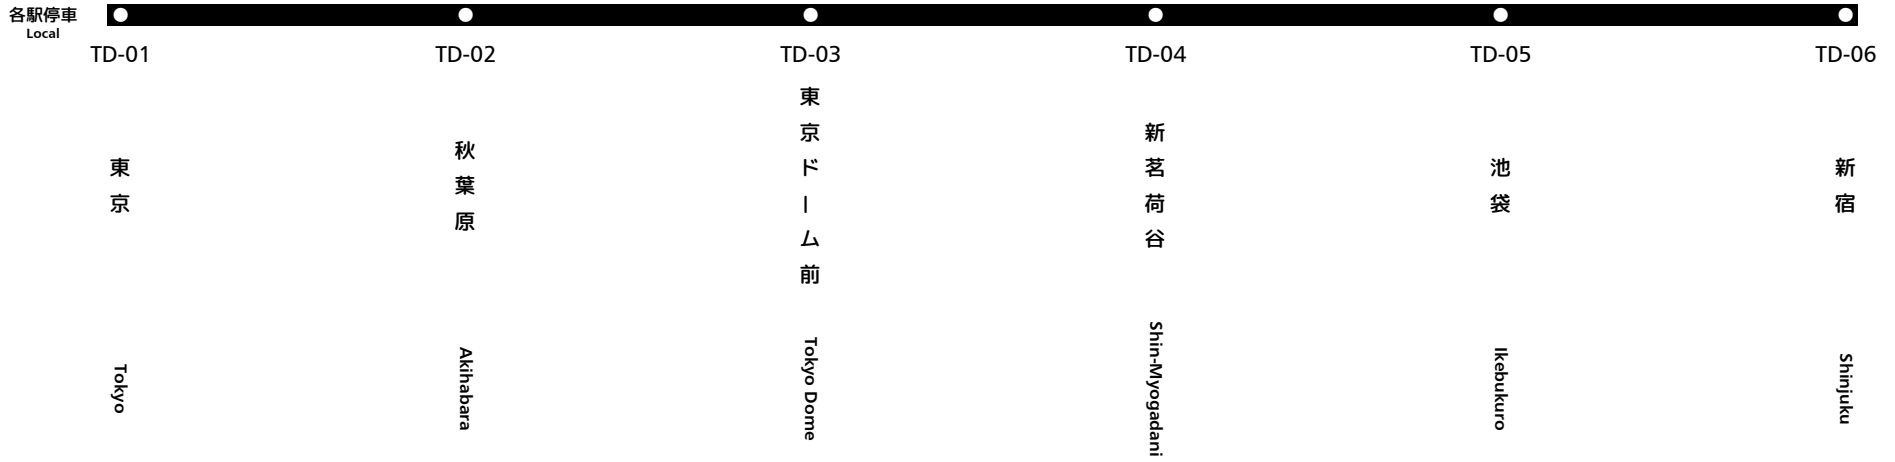 各駅停車
Local
TD-01
TD-02
TD-03
TD-04
TD-05
TD-06
東京
秋葉原
東京ドーム前
新茗荷谷
池袋
新宿
Tokyo
Akihabara
Tokyo Dome
Shin-Myogadani
Ikebukuro
Shinjuku